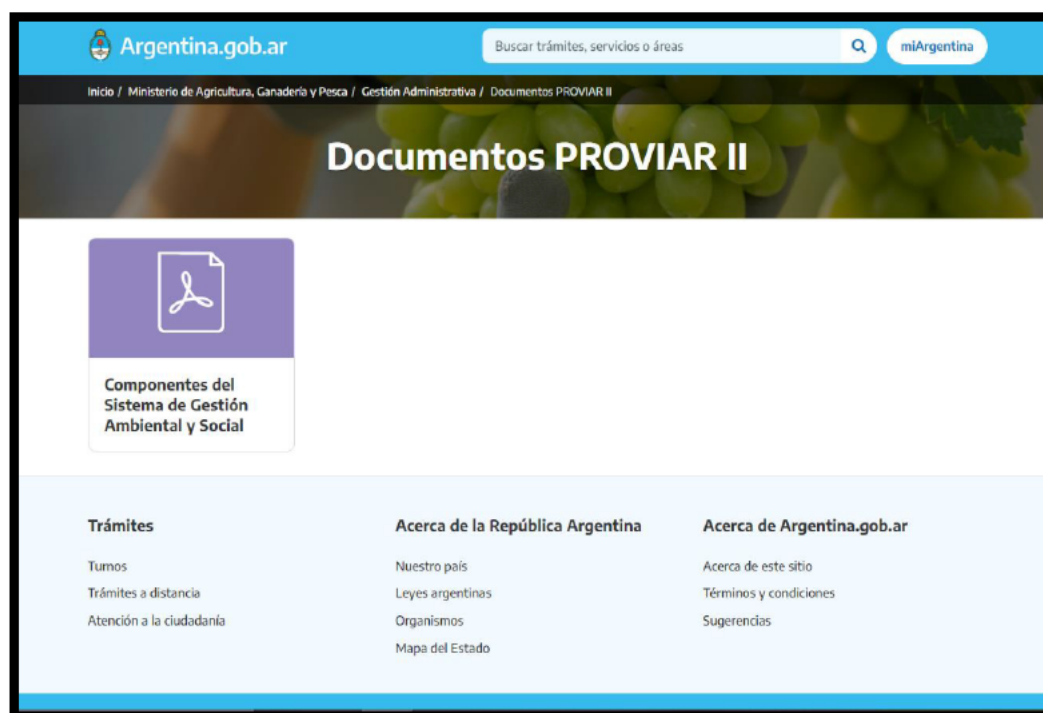 Argentina.gob.ar
Buscar trámites, servicios o áreas
miArgentina
Inicio / Ministerio de Agricultura, Ganadería y Pesca / Gestión Administrativa / Documentos PROVIAR II
Documentos PROVIAR II
Componentes del
Sistema de Gestión
Ambiental y Social
Trámites
Turnos
Trámites a distancia
Atención a la ciudadanía
Acerca de la República Argentina
Nuestro país
Leyes argentinas
Organismos
Mapa del Estado
Acerca de Argentina.gob.ar
Acerca de este sitio
Términos y condiciones
Sugerencias